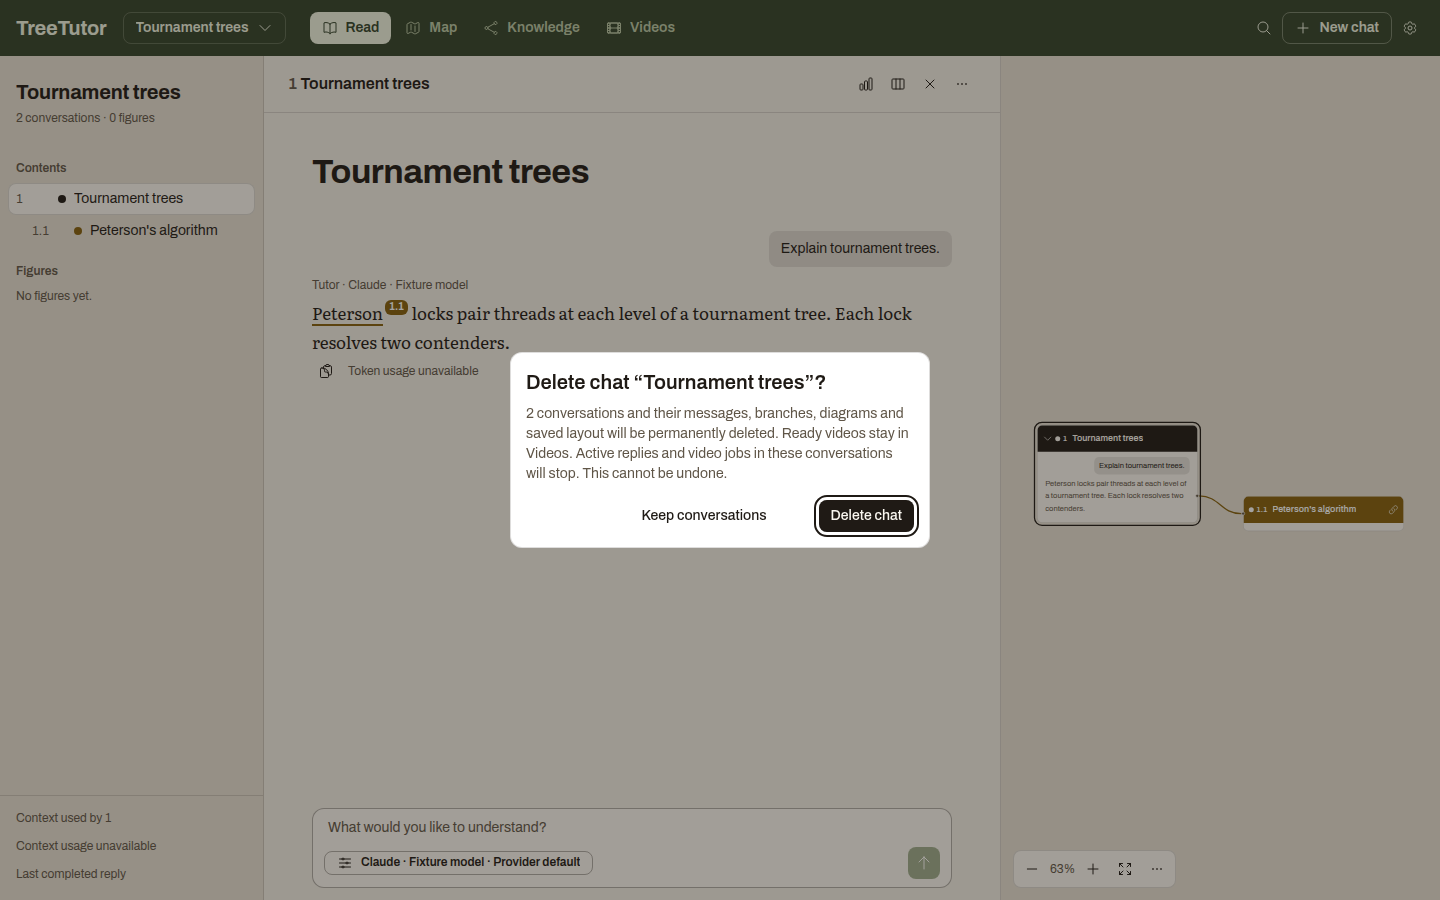 TreeTutor
Tournament trees
Read
Map
Knowledge
Videos
New chat
Tournament trees
2 conversations · 0 figures
Contents
1 Tournament trees
1.1 Peterson's algorithm
Figures
No figures yet.
Context used by 1
Context usage unavailable
Last completed reply
1 Tournament trees
Tournament trees
Explain tournament trees.
Tutor · Claude · Fixture model
Peterson 1.1 locks pair threads at each level of a tournament tree. Each lock
resolves two contenders.
Token usage unavailable
Delete chat “Tournament trees”?
2 conversations and their messages, branches, diagrams and
saved layout will be permanently deleted. Ready videos stay in
Videos. Active replies and video jobs in these conversations
will stop. This cannot be undone.
Keep conversations
Delete chat
What would you like to understand?
Claude · Fixture model · Provider default
1 Tournament trees
Explain tournament trees.
Peterson locks pair threads at each level of
a tournament tree. Each lock resolves two
contenders.
1.1 Peterson's algorithm
63%